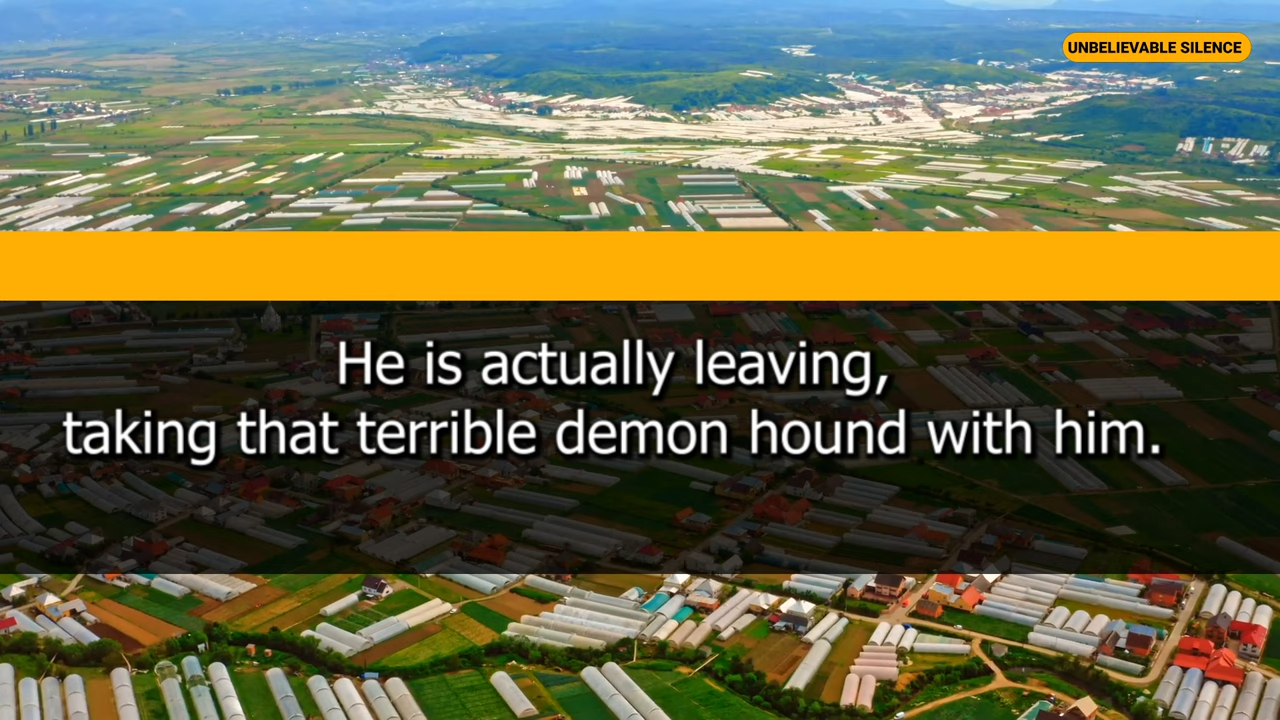 UNBELIEVABLE SILENCE
He is actually leaving,
taking that terrible demon hound with him.